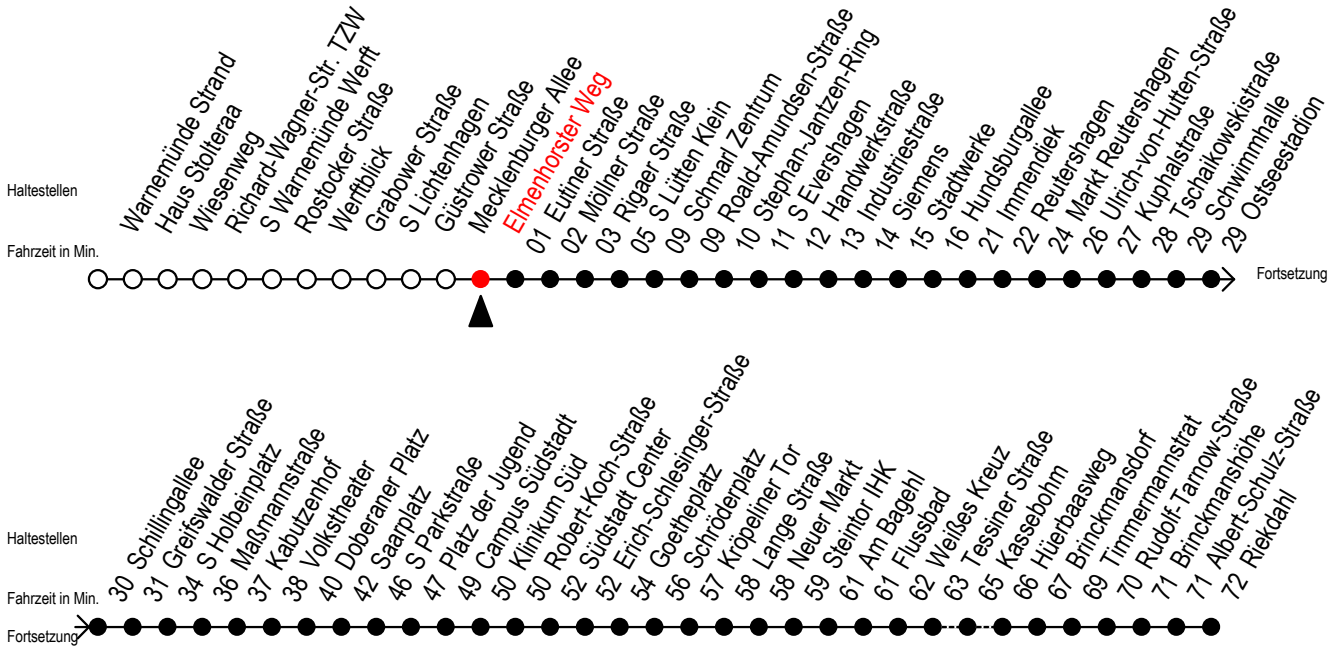 Haltestellen
Warnemünde Strand
Haus Stolteraa
Wiesenweg
Richard-Wagner-Str. TZW
S Warnemünde Werft
Rostocker Straße
Werftblick
Grabower Straße
S Lichtenhagen
Güstrower Straße
Mecklenburger Allee
Elmenhorster Weg
01 Eutiner Straße
02 Möllner Straße
03 Rigaer Straße
05 S Lütten Klein
09 Schmarl Zentrum
09 Roald-Amundsen-Straße
10 Stephan-Jantzen-Ring
11 S Evershagen
12 Handwerkstraße
13 Industriestraße
14 Siemens
15 Stadtwerke
16 Hundsburgallee
21 Immendiek
22 Reutershagen
24 Markt Reutershagen
26 Ulrich-von-Hutten-Straße
27 Kuphalstraße
28 Tschaikowskistraße
29 Schwimmhalle
29 Ostseestadion
Fahrzeit in Min.
Fortsetzung
Haltestellen
30 Schillingallee
31 Greifswalder Straße
34 S Holbeinplatz
36 Maßmannstraße
37 Kabutzenhof
38 Volkstheater
40 Doberaner Platz
42 Saarplatz
46 S Parkstraße
47 Platz der Jugend
49 Campus Südstadt
50 Klinikum Süd
50 Robert-Koch-Straße
52 Südstadt Center
52 Erich-Schlesinger-Straße
54 Goetheplatz
56 Schröderplatz
57 Kröpeliner Tor
58 Lange Straße
58 Neuer Markt
59 Steintor IHK
61 Am Bagehl
61 Flussbad
62 Weißes Kreuz
63 Tessiner Straße
65 Kassebohm
66 Hüerbaasweg
67 Brinckmansdorf
69 Timmermannstrat
70 Rudolf-Tarnow-Straße
71 Brinckmanshöhe
71 Albert-Schulz-Straße
72 Riekdahl
Fahrzeit in Min.
Fortsetzung